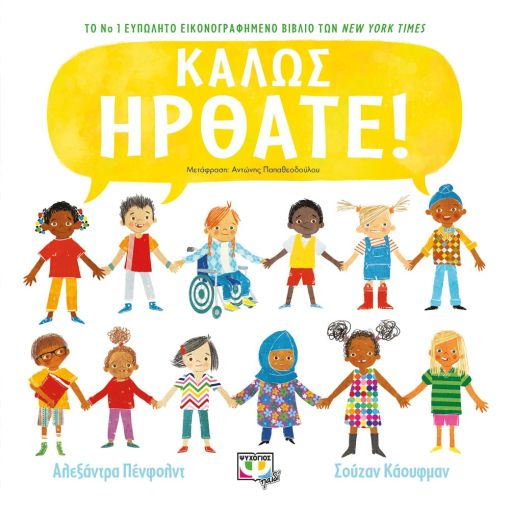 ΤΟ Νο 1 ΕΥΠΩΛΗΤΟ ΕΙΚΟΝΟΓΡΑΦΗΜΕΝΟ ΒΙΒΛΙΟ ΤΩΝ NEW YORK TIMES
ΚΑΛΩΣ
ΗΡΘΑΤΕ!
Μετάφραση: Αντώνης Παπαθεοδούλου
Αλεξάντρα Πένφολντ
ΨΥΧΟΓΙΟΣ
παιδί
Σούζαν Κάουφμαν